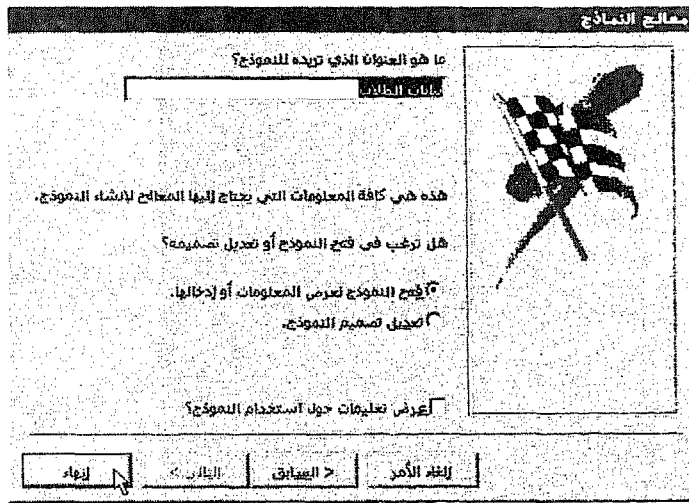 معالج النماذج
ما هو العنوان الذي تريده للنموذج؟
بيانات الطلاب
هذه هي كافة المعلومات التي يحتاج إليها المعالج لإنشاء النموذج.
هل ترغب في فتح النموذج أو تعديل تصميمه؟
فتح النموذج لعرض المعلومات أو إدخالها.
تعديل تصميم النموذج.
عرض تعليمات حول استخدام النموذج؟
إلغاء الأمر
< السابق
التالي >
إنهاء